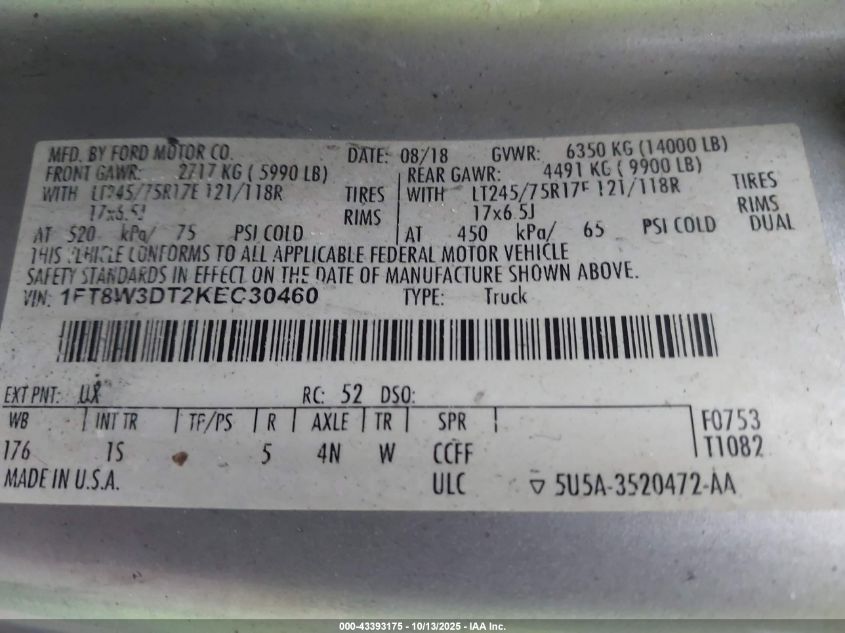 MFD. BY FORD MOTOR CO. DATE: 08/18 GVWR: 6350 KG (14000 LB)
FRONT GAWR: 2717 KG ( 5990 LB) REAR GAWR: 4491 KG ( 9900 LB)
WITH LT245/75R17E 121/118R TIRES WITH LT245/75R17E 121/118R TIRES
17x6.5J RIMS 17x6.5J RIMS
AT 520 kPa/ 75 PSI COLD AT 450 kPa/ 65 PSI COLD DUAL
THIS VEHICLE CONFORMS TO ALL APPLICABLE FEDERAL MOTOR VEHICLE
SAFETY STANDARDS IN EFFECT ON THE DATE OF MANUFACTURE SHOWN ABOVE.
VIN: 1FT8W3DT2KEC30460 TYPE: Truck
EXT PNT: UX RC: 52 DSO:
WB INT TR TP/PS R AXLE TR SPR F0753
176 1S 5 4N W CCFF T1082
MADE IN U.S.A. ULC ▽ 5U5A-3520472-AA
000-43393175 - 10/13/2025 - IAA Inc.